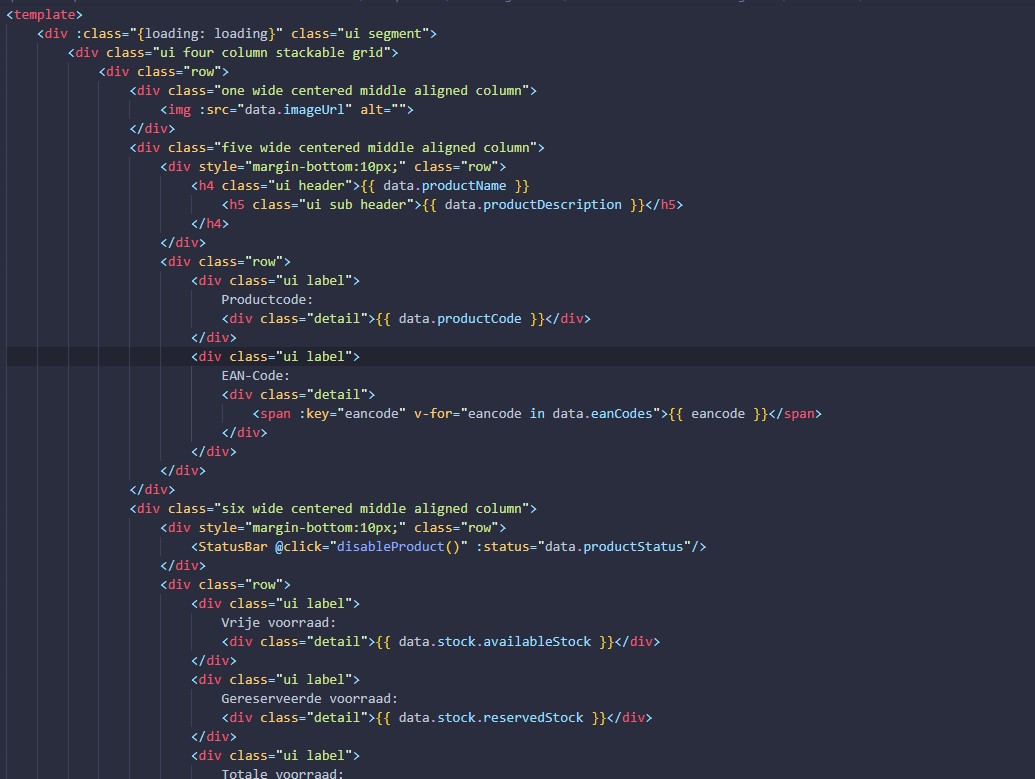 <template>
<div :class="{loading: loading}" class="ui segment">
<div class="ui four column stackable grid">
<div class="row">
<div class="one wide centered middle aligned column">
<img :src="data.imageUrl" alt="">
</div>
<div class="five wide centered middle aligned column">
<div style="margin-bottom:10px;" class="row">
<h4 class="ui header">{{ data.productName }}
<h5 class="ui sub header">{{ data.productDescription }}</h5>
</h4>
</div>
<div class="row">
<div class="ui label">
Productcode:
<div class="detail">{{ data.productCode }}</div>
</div>
<div class="ui label">
EAN-Code:
<div class="detail">
<span :key="eancode" v-for="eancode in data.eanCodes">{{ eancode }}</span>
</div>
</div>
</div>
</div>
<div class="six wide centered middle aligned column">
<div style="margin-bottom:10px;" class="row">
<StatusBar @click="disableProduct()" :status="data.productStatus"/>
</div>
<div class="row">
<div class="ui label">
Vrije voorraad:
<div class="detail">{{ data.stock.availableStock }}</div>
</div>
<div class="ui label">
Gereserveerde voorraad:
<div class="detail">{{ data.stock.reservedStock }}</div>
</div>
<div class="ui label">
Totale voorraad: